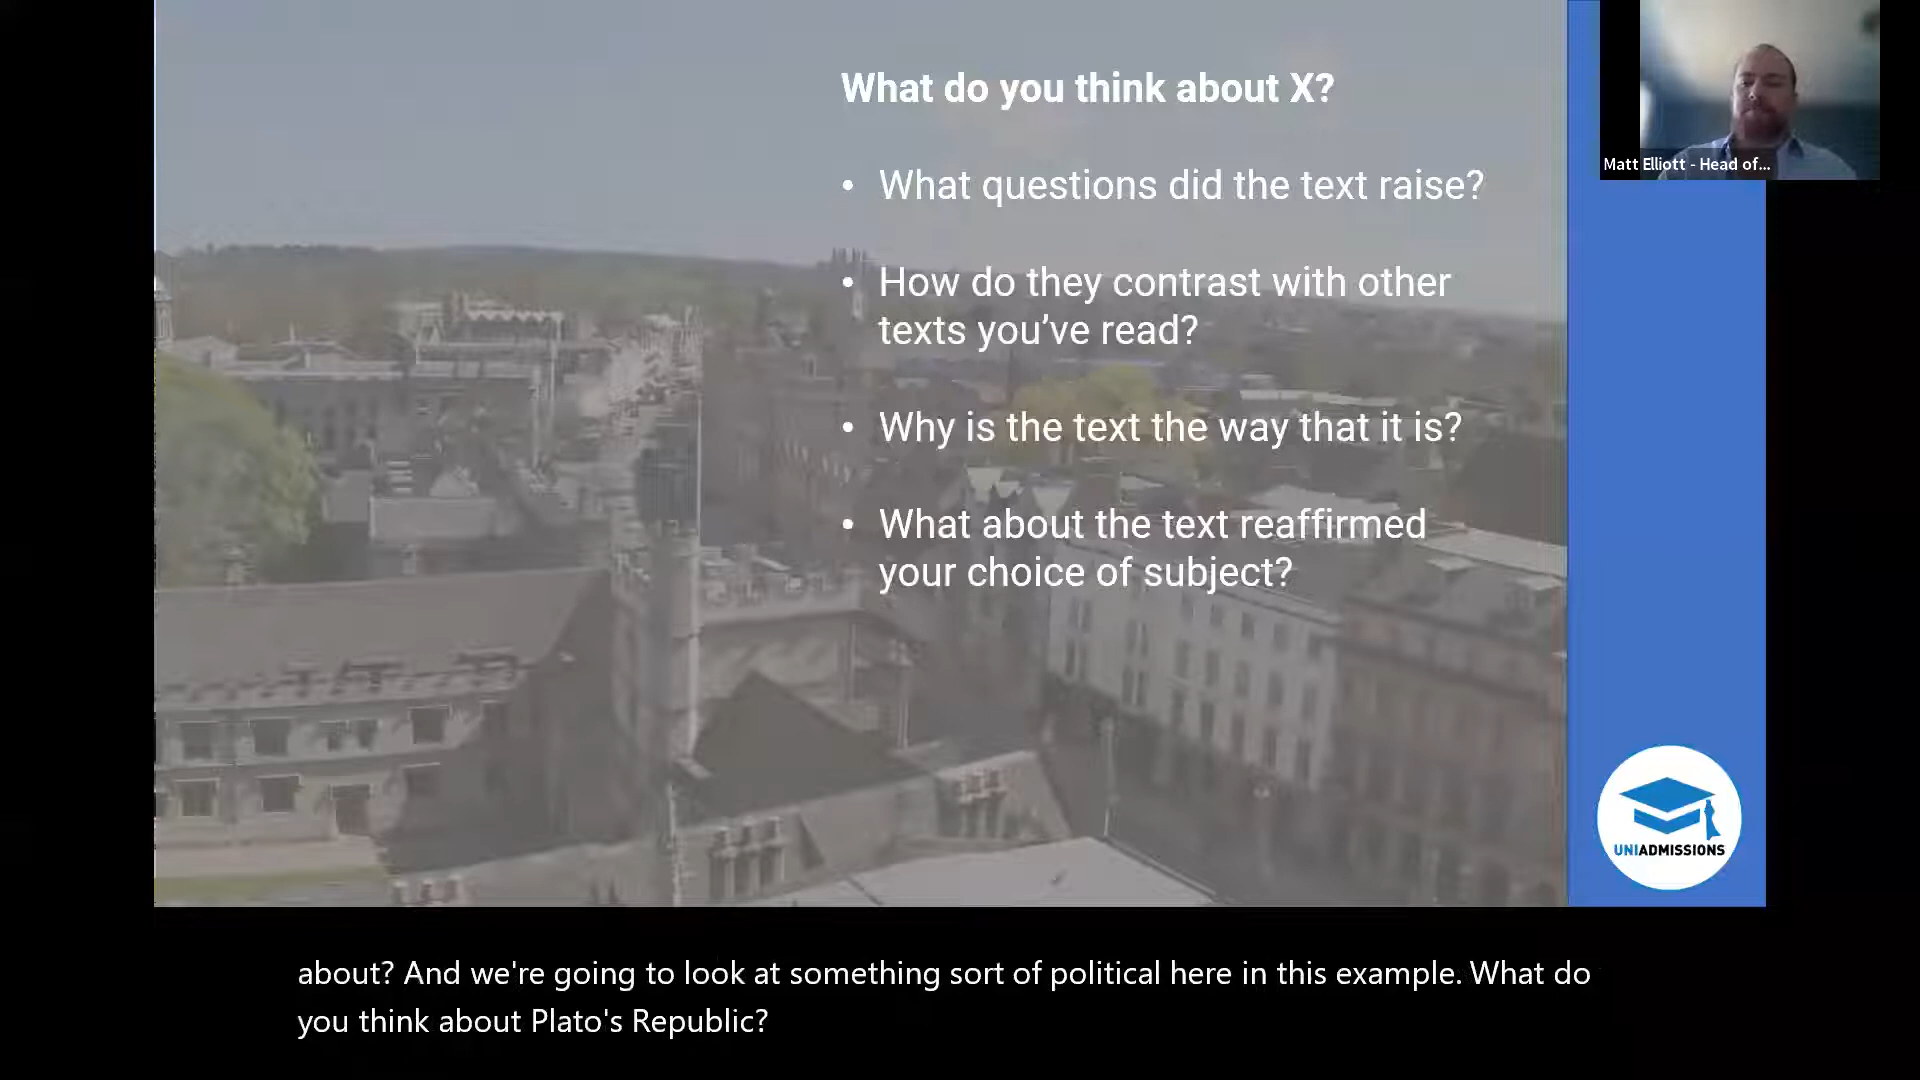 What do you think about X?
• What questions did the text raise?
• How do they contrast with other
texts you’ve read?
• Why is the text the way that it is?
• What about the text reaffirmed
your choice of subject?
Matt Elliott - Head of...
UNIADMISSIONS
about? And we're going to look at something sort of political here in this example. What do
you think about Plato's Republic?